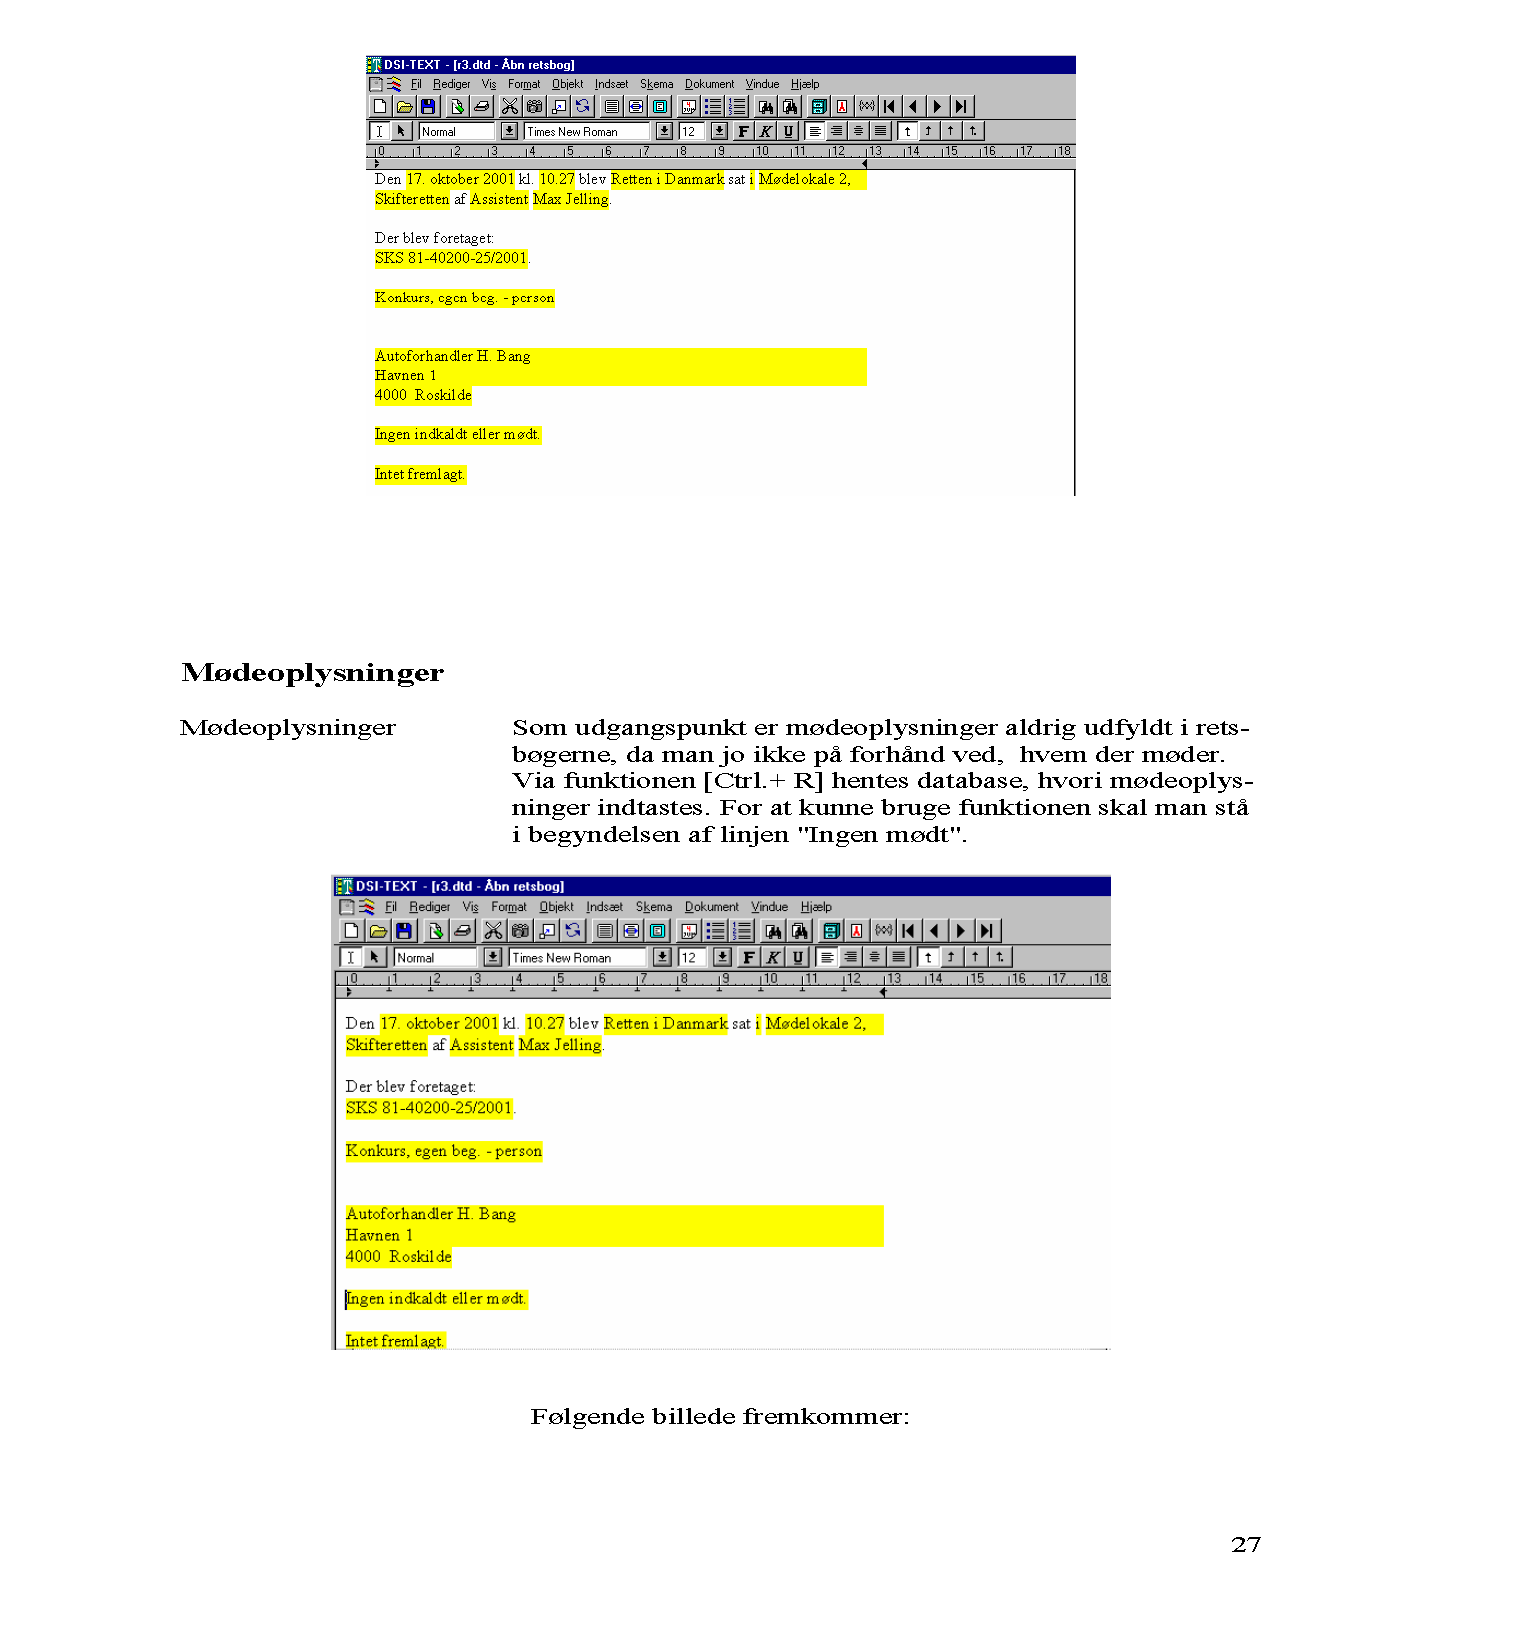 DSI-TEXT - [r3.dtd - Åbn retsbog]
Fil Rediger Vis Format Objekt Indsæt Skema Dokument Vindue Hjælp
Normal Times New Roman 12 F K U
0 1 2 3 4 5 6 7 8 9 10 11 12 13 14 15 16 17 18
Den 17. oktober 2001 kl. 10.27 blev Retten i Danmark sat i Mødelokale 2,
Skifteretten af Assistent Max Jelling.
Der blev foretaget:
SKS 81-40200-25/2001.
Konkurs, egen beg. - person
Autoforhandler H. Bang
Havnen 1
4000 Roskilde
Ingen indkaldt eller mødt.
Intet fremlagt.
Mødeoplysninger
Mødeoplysninger
Som udgangspunkt er mødeoplysninger aldrig udfyldt i rets-
bøgerne, da man jo ikke på forhånd ved, hvem der møder.
Via funktionen [Ctrl.+ R] hentes database, hvori mødeoplys-
ninger indtastes. For at kunne bruge funktionen skal man stå
i begyndelsen af linjen "Ingen mødt".
DSI-TEXT - [r3.dtd - Åbn retsbog]
Fil Rediger Vis Format Objekt Indsæt Skema Dokument Vindue Hjælp
Normal Times New Roman 12 F K U
0 1 2 3 4 5 6 7 8 9 10 11 12 13 14 15 16 17 18
Den 17. oktober 2001 kl. 10.27 blev Retten i Danmark sat i Mødelokale 2,
Skifteretten af Assistent Max Jelling.
Der blev foretaget:
SKS 81-40200-25/2001.
Konkurs, egen beg. - person
Autoforhandler H. Bang
Havnen 1
4000 Roskilde
Ingen indkaldt eller mødt.
Intet fremlagt.
Følgende billede fremkommer:
27